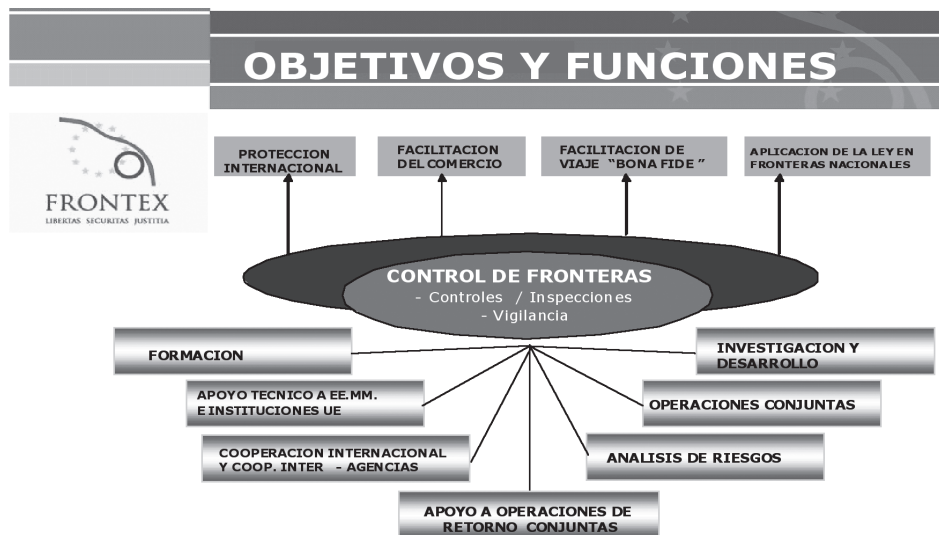 OBJETIVOS Y FUNCIONES
FRONTEX
LIBERTAS SECURITAS JUSTITIA
PROTECCION
INTERNACIONAL
FACILITACION
DEL COMERCIO
FACILITACION DE
VIAJE "BONA FIDE"
APLICACION DE LA LEY EN
FRONTERAS NACIONALES
CONTROL DE FRONTERAS
- Controles / Inspecciones
- Vigilancia
FORMACION
INVESTIGACION Y
DESARROLLO
APOYO TECNICO A EE.MM.
E INSTITUCIONES UE
OPERACIONES CONJUNTAS
COOPERACION INTERNACIONAL
Y COOP. INTER - AGENCIAS
ANALISIS DE RIESGOS
APOYO A OPERACIONES DE
RETORNO CONJUNTAS